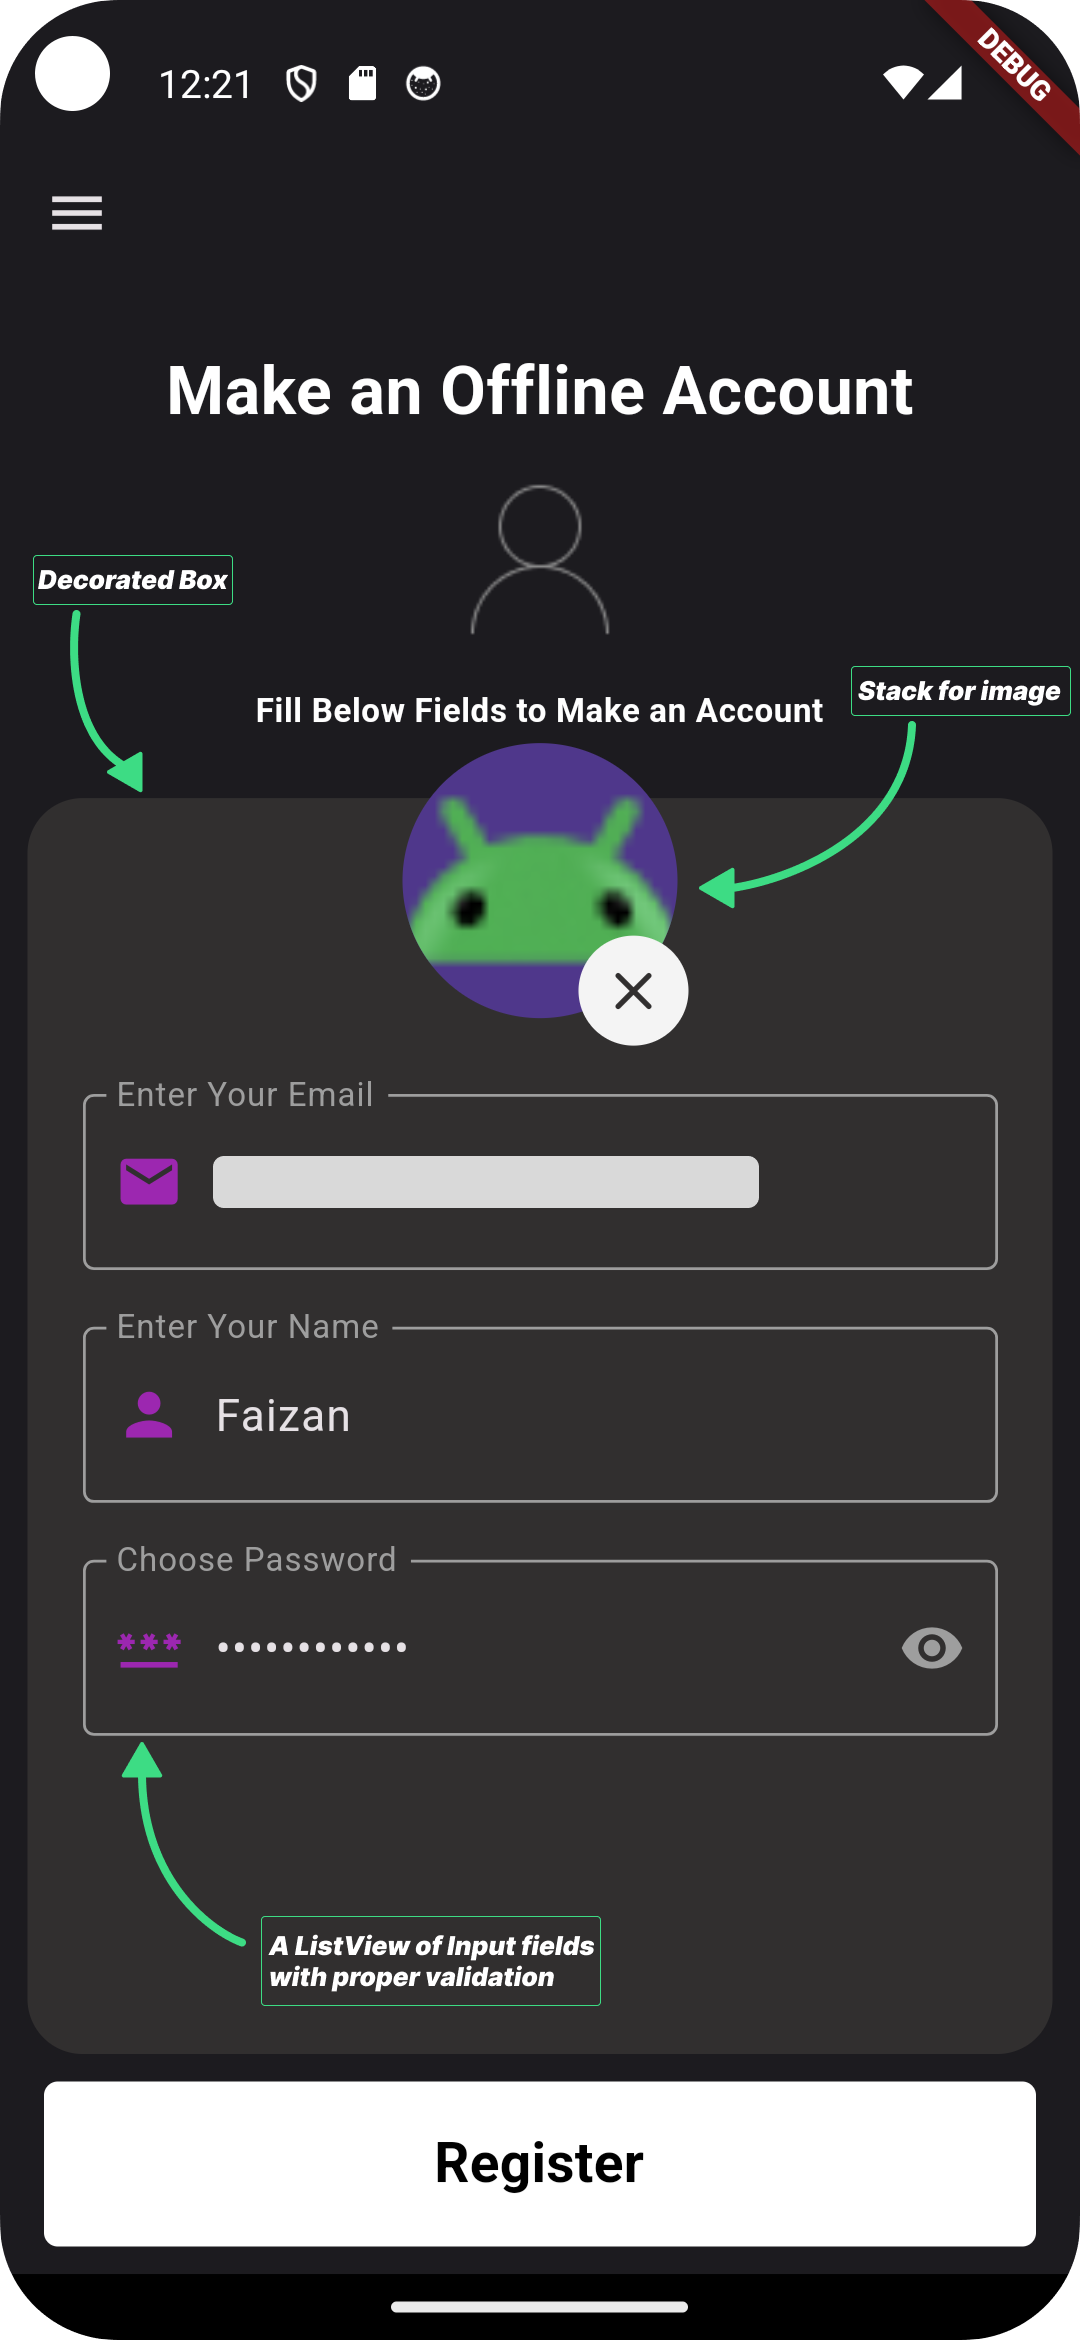 12:21
DEBUG
Make an Offline Account
Decorated Box
Stack for image
Fill Below Fields to Make an Account
Enter Your Email
Enter Your Name
Faizan
Choose Password
***
••••••••••••
A ListView of Input fields
with proper validation
Register